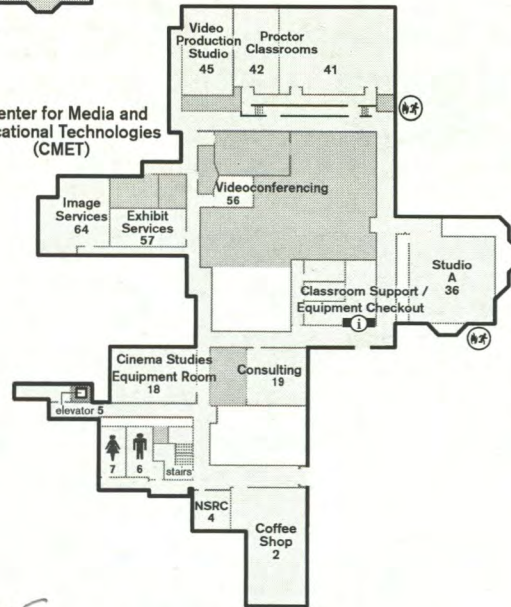 Video
Production
Studio
45
Proctor
Classrooms
42
41
enter for Media and
cational Technologies
(CMET)
Videoconferencing
56
Image
Services
64
Exhibit
Services
57
Studio
A
36
Classroom Support /
Equipment Checkout
i
Cinema Studies
Equipment Room
18
Consulting
19
elevator 5
7
6
stairs
NSRC
4
Coffee
Shop
2